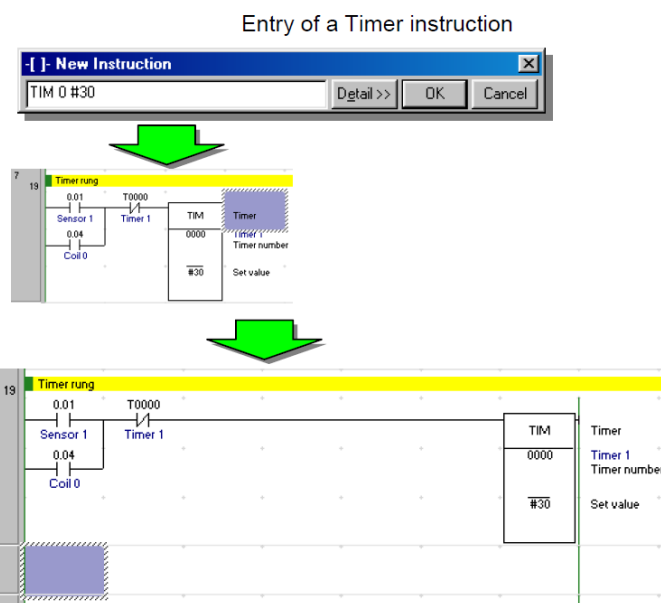 Entry of a Timer instruction
-[ ]- New Instruction
TIM 0 #30
Detail >>
OK
Cancel
7
19
Timer rung
0.01
T0000
Sensor 1
Timer 1
TIM
Timer
0.04
0000
Timer 1
Coil 0
Timer number
#30
Set value
19
Timer rung
0.01
T0000
Sensor 1
Timer 1
TIM
Timer
0.04
0000
Timer 1
Coil 0
Timer number
#30
Set value